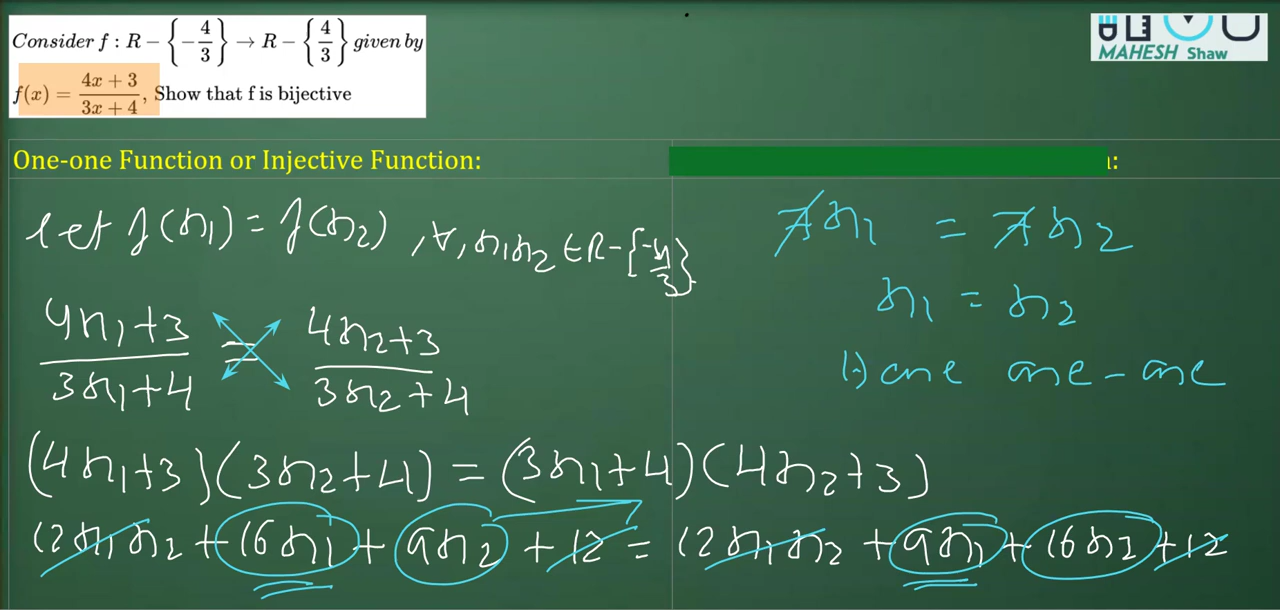 Consider f : R − {−4/3} → R − {4/3} given by
f(x) = (4x + 3)/(3x + 4), Show that f is bijective
MAHESH Shaw
One-one Function or Injective Function:
:
let f(x₁) = f(x₂) , ∀, x₁x₂ ∈ R − {−4/3}
(4x₁+3)/(3x₁+4) = (4x₂+3)/(3x₂+4)
(4x₁+3)(3x₂+4) = (3x₁+4)(4x₂+3)
12x₁x₂ + 16x₁ + 9x₂ + 12 = 12x₁x₂ + 9x₁ + 16x₂ + 12
7x₁ = 7x₂
x₁ = x₂
one - one